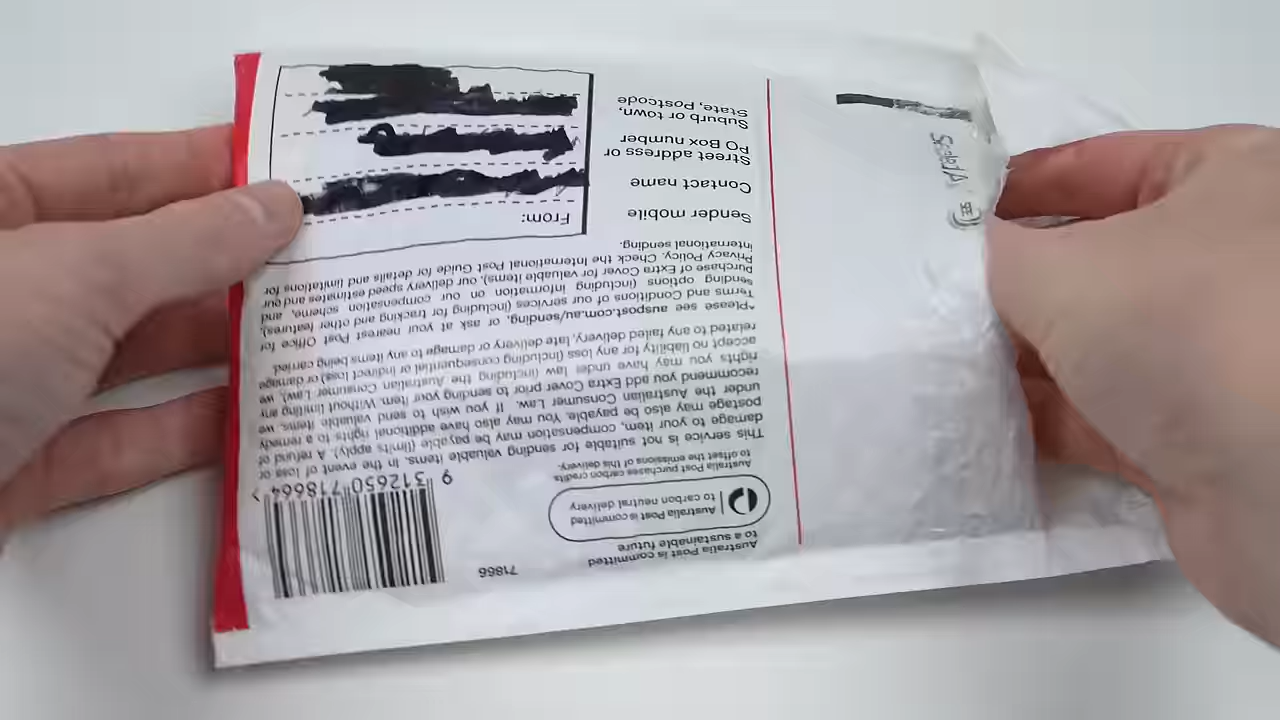 Australia Post is committed
to a sustainable future
71866
Australia Post is committed
to carbon neutral delivery
Australia Post purchases carbon credits
to offset the emissions of this delivery.
9 312650 718664 >
This service is not suitable for sending valuable items. In the event of loss or
damage to your item, compensation may be payable (limits apply). A refund of
postage may also be payable. You may also have additional rights to a remedy
under the Australian Consumer Law. If you wish to send valuable items, we
recommend you add Extra Cover prior to sending your item. Without limiting any
rights you may have under law (including the Australian Consumer Law), we
accept no liability for any loss (including consequential or indirect loss) or damage
related to any failed delivery, late delivery or damage to any items being carried.
*Please see auspost.com.au/sending, or ask at your nearest Post Office for
Terms and Conditions of our services (including for tracking and other features),
sending options (including information on our compensation scheme, and
purchase of Extra Cover for valuable items), our delivery speed estimates and our
Privacy Policy. Check the International Post Guide for details and limitations for
international sending.
From:
Sender mobile
Contact name
Street address or
PO Box number
Suburb or town,
State, Postcode